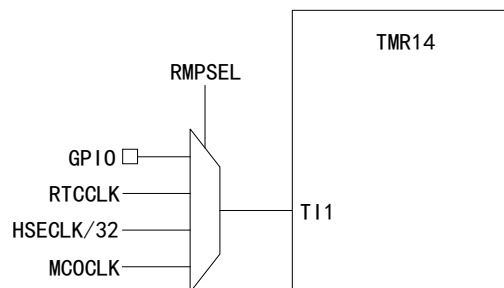 TMR14
RMPSEL
GPIO
RTCCLK
HSECLK/32
TI1
MCOCLK